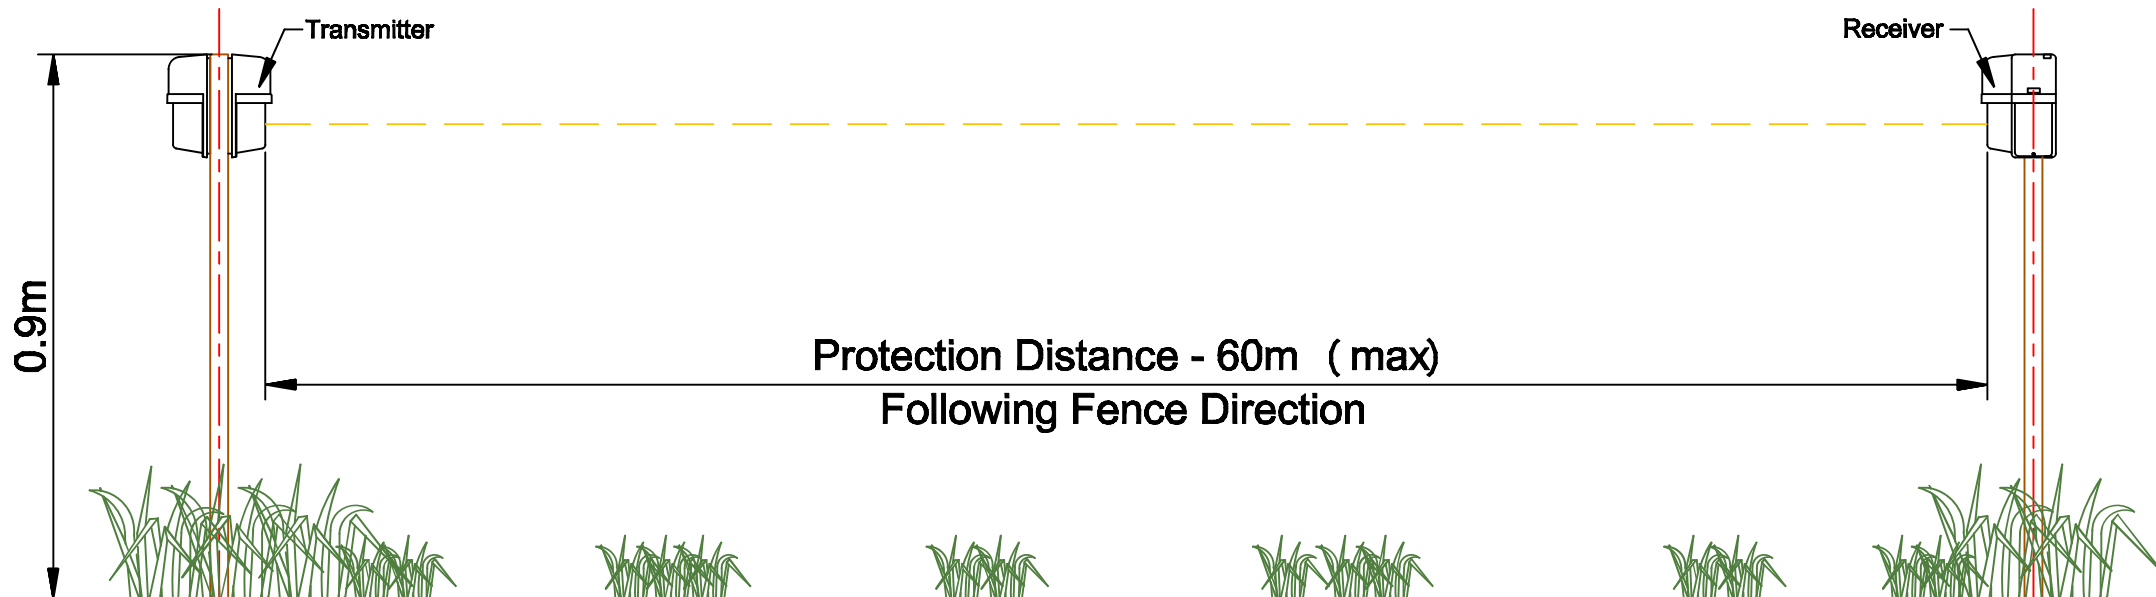 Transmitter
Receiver
0.9m
Protection Distance - 60m ( max)
Following Fence Direction